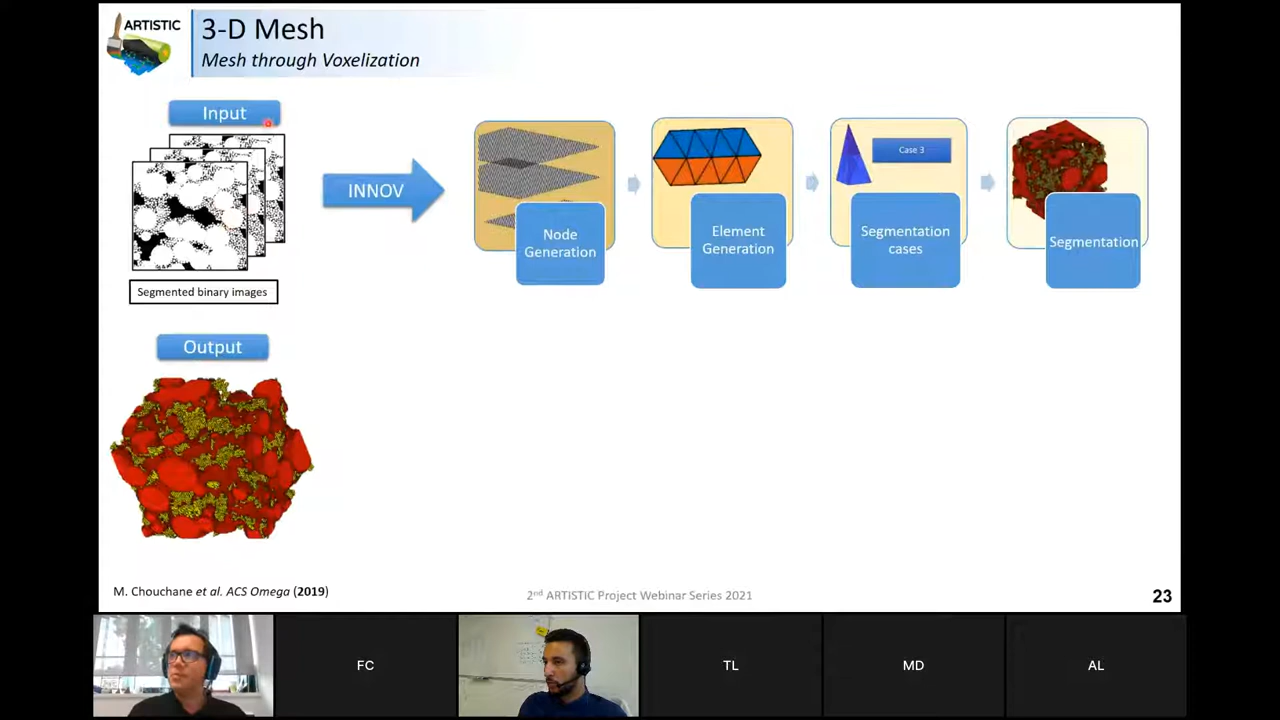 ARTISTIC
3-D Mesh
Mesh through Voxelization
Input
Segmented binary images
INNOV
Node
Generation
Element
Generation
Case 3
Segmentation
cases
Segmentation
Output
M. Chouchane et al. ACS Omega (2019)
2nd ARTISTIC Project Webinar Series 2021
23
FC
TL
MD
AL